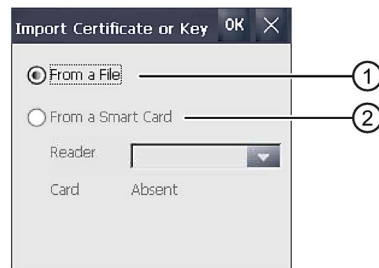 Import Certificate or Key OK
From a File
1
From a Smart Card
2
Reader
Card Absent